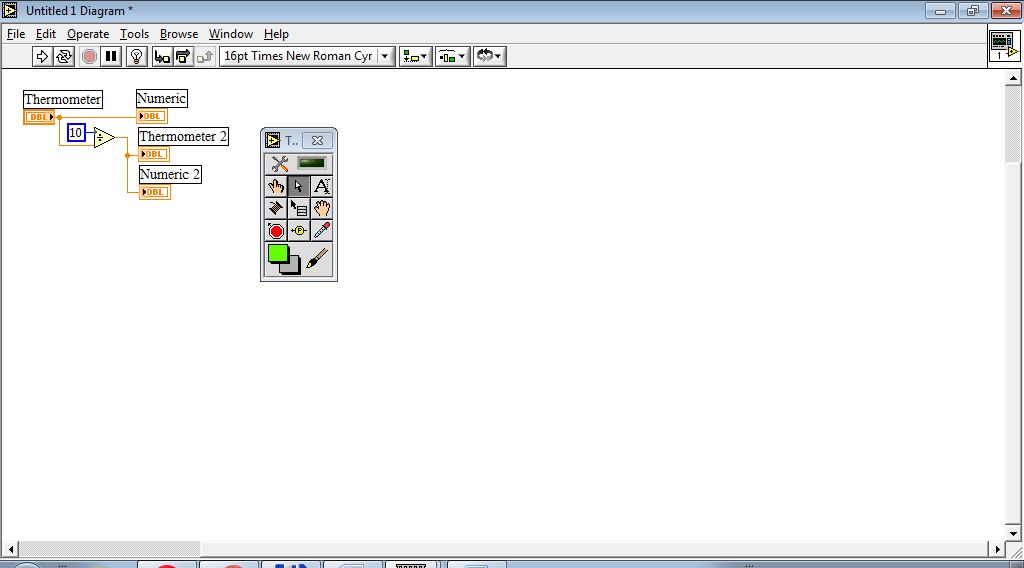 Untitled 1 Diagram *
File Edit Operate Tools Browse Window Help
16pt Times New Roman Cyr
1
Thermometer
DBL
Numeric
DBL
10
÷
Thermometer 2
DBL
Numeric 2
DBL
T..
A
P